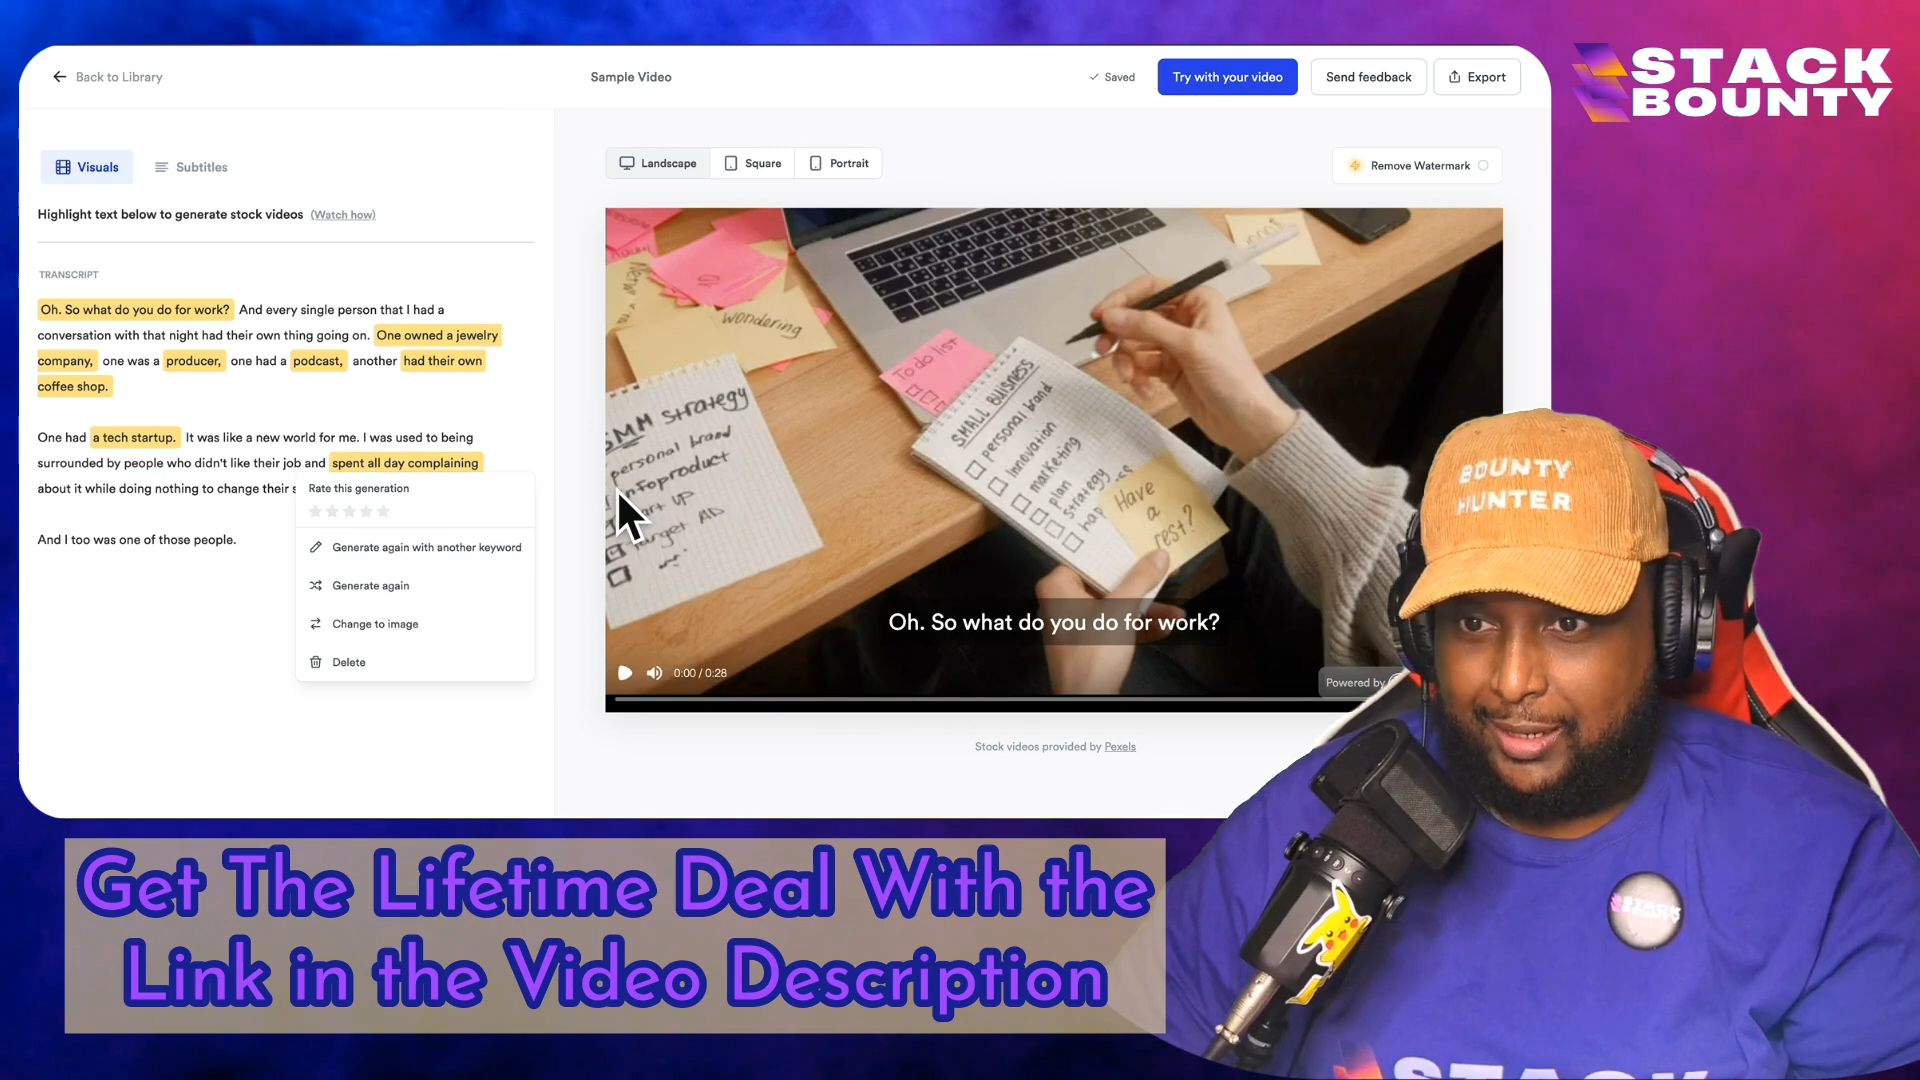 Back to Library
Sample Video
Saved
Try with your video
Send feedback
Export
STACK
BOUNTY
Visuals
Subtitles
Landscape
Square
Portrait
Remove Watermark
Highlight text below to generate stock videos (Watch how)
TRANSCRIPT
Oh. So what do you do for work? And every single person that I had a
conversation with that night had their own thing going on. One owned a jewelry
company, one was a producer, one had a podcast, another had their own
coffee shop.
One had a tech startup. It was like a new world for me. I was used to being
surrounded by people who didn't like their job and spent all day complaining
about it while doing nothing to change their s
And I too was one of those people.
Rate this generation
Generate again with another keyword
Generate again
Change to image
Delete
wondering
To do list
SMM strategy
personal brand
infoproduct
start up
target AD
SMALL BUISNESS
personal brand
innovation
marketing
plan
strategy
Have
a
rest?
Oh. So what do you do for work?
0:00 / 0:28
Powered by
Stock videos provided by Pexels
BOUNTY
HUNTER
STACK
BOUNTY
STACK
Get The Lifetime Deal With the
Link in the Video Description